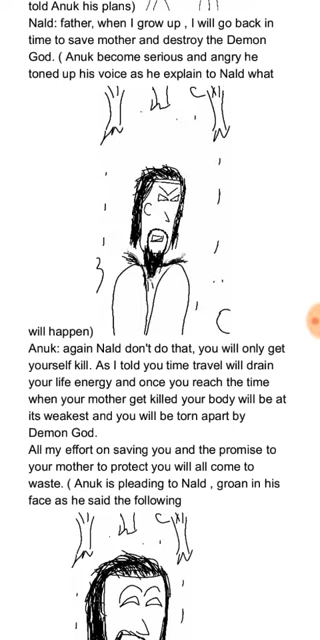 told Anuk his plans)
Nald: father, when I grow up , I will go back in
time to save mother and destroy the Demon
God. ( Anuk become serious and angry he
toned up his voice as he explain to Nald what
will happen)
Anuk: again Nald don't do that, you will only get
yourself kill. As I told you time travel will drain
your life energy and once you reach the time
when your mother get killed your body will be at
its weakest and you will be torn apart by
Demon God.
All my effort on saving you and the promise to
your mother to protect you will all come to
waste. ( Anuk is pleading to Nald , groan in his
face as he said the following